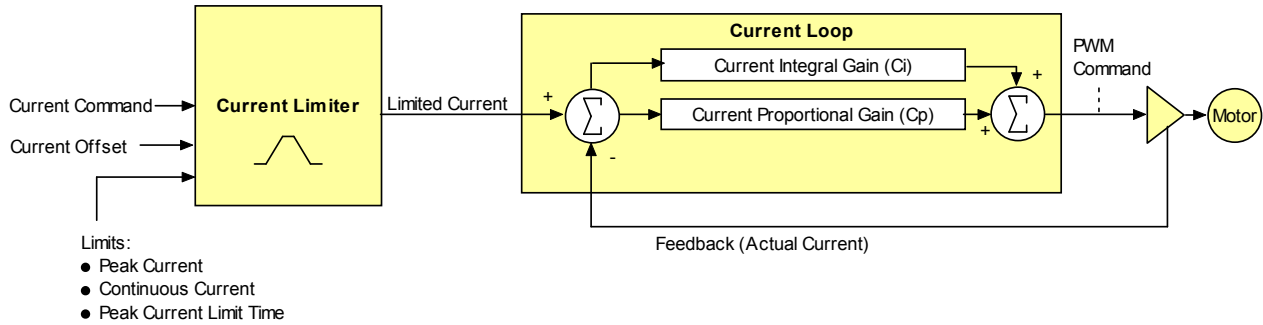 Current Loop
Current Integral Gain (Ci)
+
+
PWM
Command
Current Command
Current Limiter
Limited Current
+
Σ
Current Proportional Gain (Cp)
+
Σ
Motor
Current Offset
-
Feedback (Actual Current)
Limits:
● Peak Current
● Continuous Current
● Peak Current Limit Time